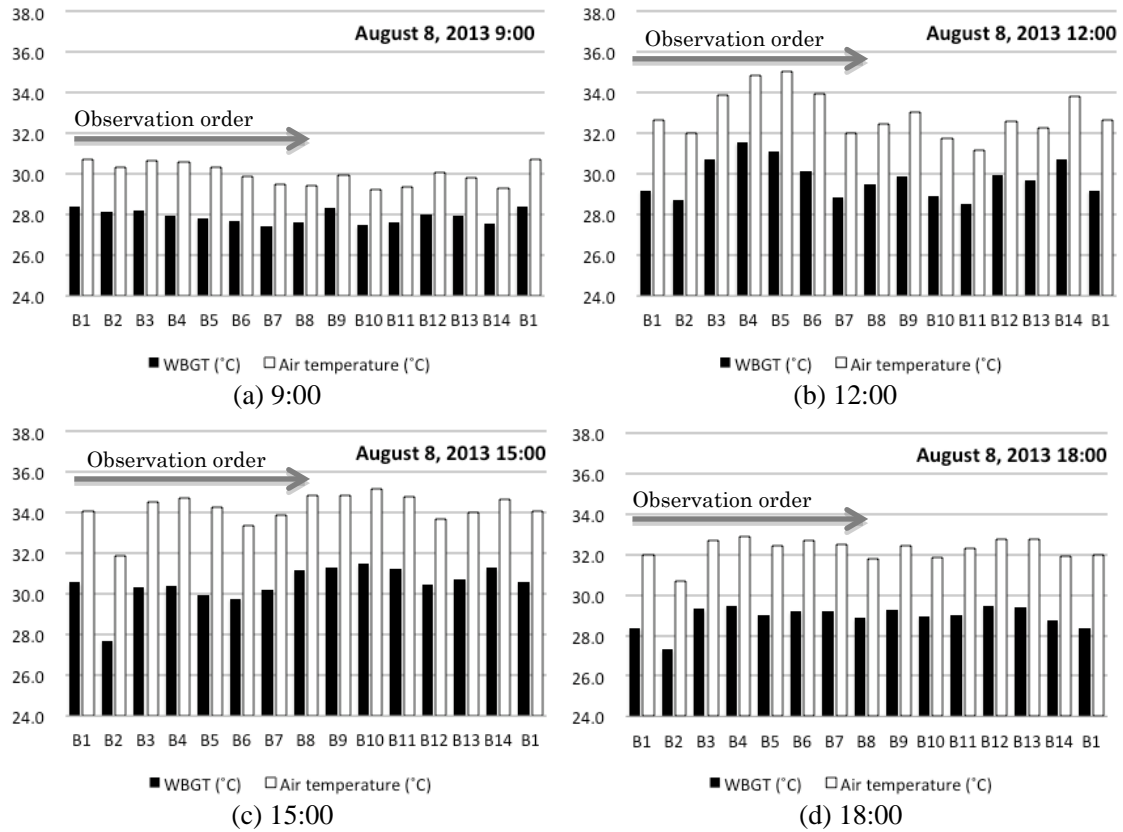 August 8, 2013 9:00
Observation order
38.0
36.0
34.0
32.0
30.0
28.0
26.0
24.0
B1 B2 B3 B4 B5 B6 B7 B8 B9 B10 B11 B12 B13 B14 B1
WBGT (˚C) Air temperature (˚C)
(a) 9:00
August 8, 2013 12:00
Observation order
38.0
36.0
34.0
32.0
30.0
28.0
26.0
24.0
B1 B2 B3 B4 B5 B6 B7 B8 B9 B10 B11 B12 B13 B14 B1
WBGT (˚C) Air temperature (˚C)
(b) 12:00
August 8, 2013 15:00
Observation order
38.0
36.0
34.0
32.0
30.0
28.0
26.0
24.0
B1 B2 B3 B4 B5 B6 B7 B8 B9 B10 B11 B12 B13 B14 B1
WBGT (˚C) Air temperature (˚C)
(c) 15:00
August 8, 2013 18:00
Observation order
38.0
36.0
34.0
32.0
30.0
28.0
26.0
24.0
B1 B2 B3 B4 B5 B6 B7 B8 B9 B10 B11 B12 B13 B14 B1
WBGT (˚C) Air temperature (˚C)
(d) 18:00